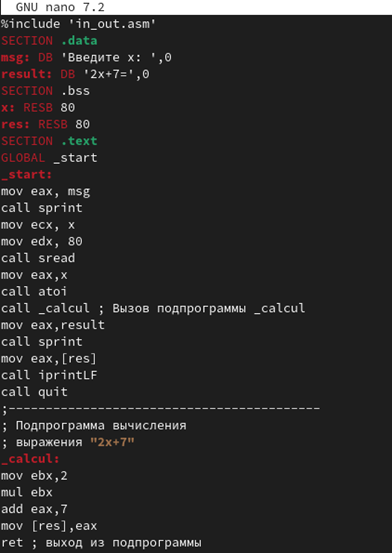 GNU nano 7.2
%include 'in_out.asm'
SECTION .data
msg: DB 'Введите x: ',0
result: DB '2x+7=',0
SECTION .bss
x: RESB 80
res: RESB 80
SECTION .text
GLOBAL _start
_start:
mov eax, msg
call sprint
mov ecx, x
mov edx, 80
call sread
mov eax,x
call atoi
call _calcul ; Вызов подпрограммы _calcul
mov eax,result
call sprint
mov eax,[res]
call iprintLF
call quit
;------------------------------------------
; Подпрограмма вычисления
; выражения "2x+7"
_calcul:
mov ebx,2
mul ebx
add eax,7
mov [res],eax
ret ; выход из подпрограммы